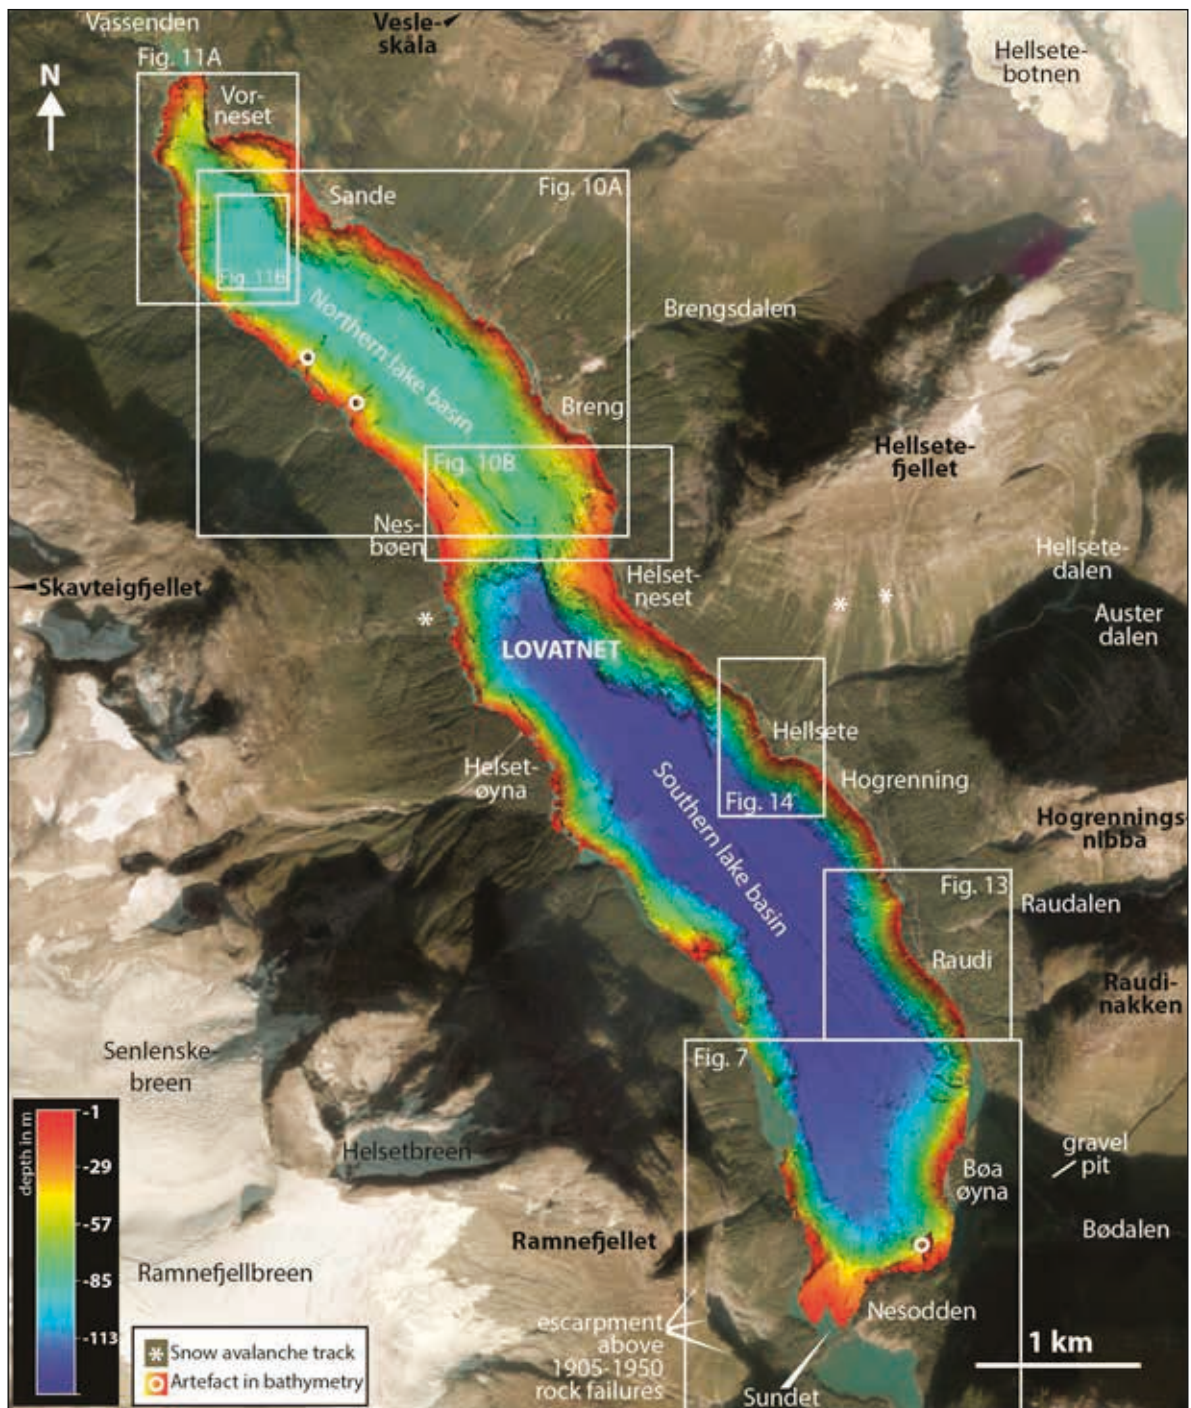 Vassenden
Vesle-
skåla
Hellsete-
botnen
Fig. 11A
N
Vor-
neset
Fig. 10A
Sande
Fig. 11B
Northern lake basin
Brengsdalen
Breng
Hellsete-
fjellet
Fig. 10B
Nes-
bøen
Hellsete-
dalen
Helset-
neset
Skavteigfjellet
Auster
dalen
LOVATNET
Hellsete
Helset-
øyna
Hogrenning
Southern lake basin
Fig. 14
Hogrennings-
nibba
Fig. 13
Raudalen
Raudi
Raudi-
nakken
Senlenske-
breen
Fig. 7
depth in m
-1
-29
-57
-85
-113
Helsetbreen
gravel
pit
Bøa
øyna
Bødalen
Ramnefjellet
Ramnefjellbreen
Nesodden
escarpment
above
1905-1950
rock failures
1 km
Snow avalanche track
Artefact in bathymetry
Sundet